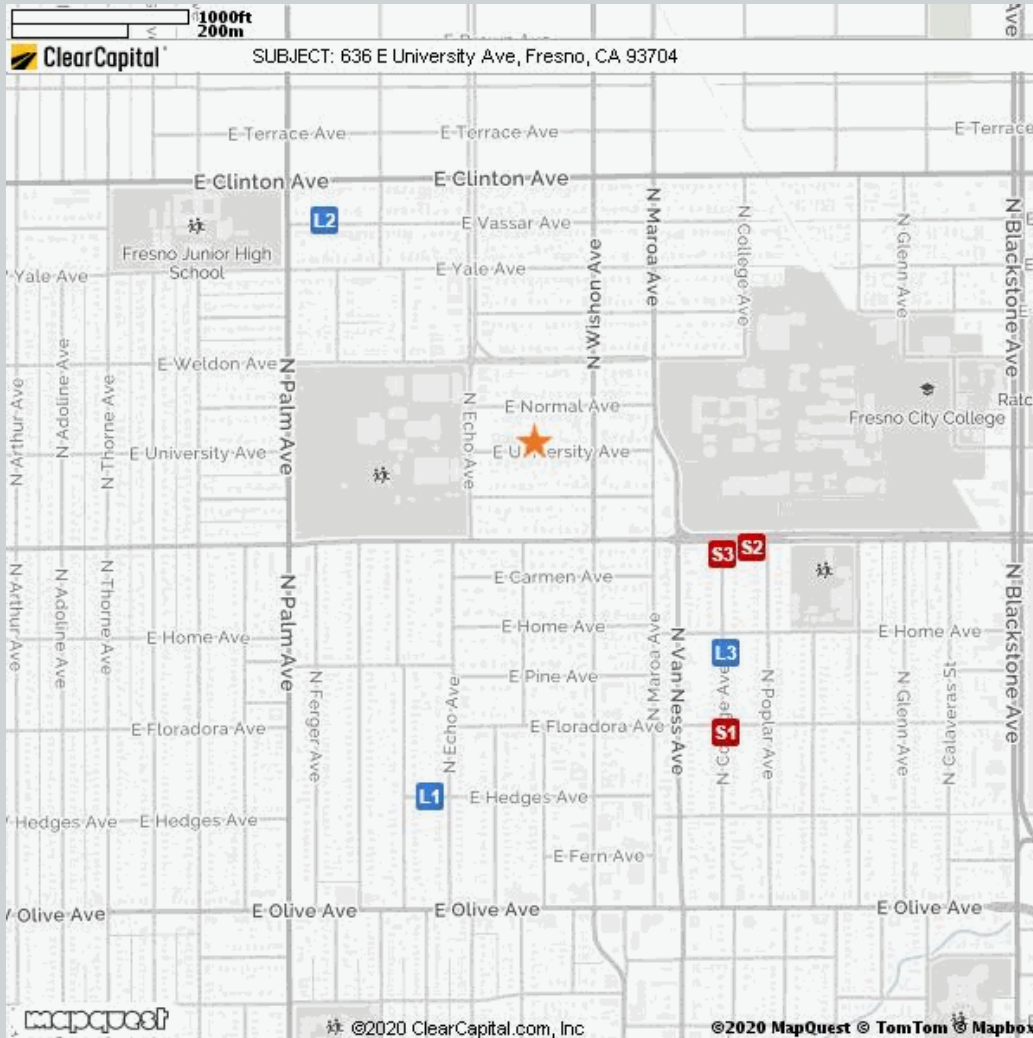 1000ft
200m
ClearCapital
SUBJECT: 636 E University Ave, Fresno, CA 93704
Ave
E Terrace Ave
E Terrace Ave
E Terrace
E Clinton Ave
E Clinton Ave
L2
E Vassar Ave
Fresno Junior High
School
Yale Ave
E Yale Ave
N Wishon Ave
N Maroa Ave
N College Ave
N Glenn Ave
N Blackstone Ave
E Weldon Ave
N Palm Ave
N Arthur Ave
N Adoline Ave
N Thorne Ave
N Echo Ave
E Normal Ave
Fresno City College
Ratc
E University Ave
E University Ave
S3
S2
E Carmen Ave
N Arthur Ave
N Adoline Ave
N Thorne Ave
N Palm Ave
E Home Ave
E Home Ave
E Home Ave
N Maroa Ave
N Van Ness Ave
L3
E Pine Ave
N Ferger Ave
N Echo Ave
N Poplar Ave
N Glenn Ave
N Calaveras St
N Blackstone Ave
E Floradora Ave
E Floradora Ave
S1
L1
E Hedges Ave
Hedges Ave
E Hedges Ave
E Fern Ave
Olive Ave
E Olive Ave
E Olive Ave
E Olive Ave
mapquest
©2020 ClearCapital.com, Inc
©2020 MapQuest © TomTom © Mapbox